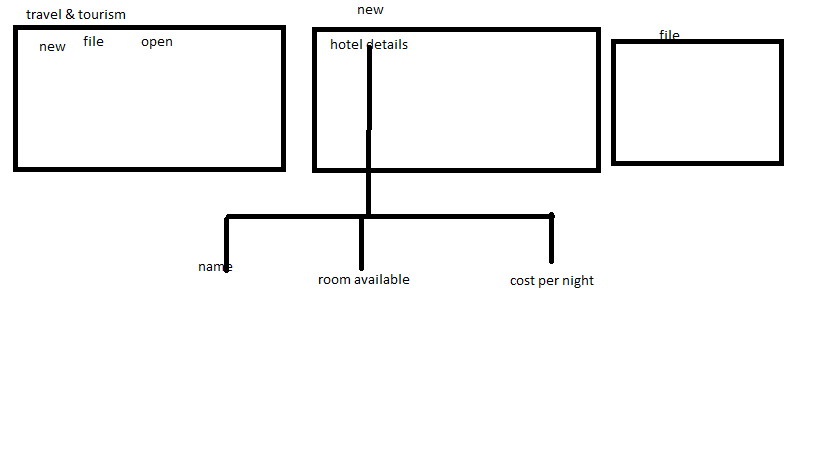 travel & tourism
new
file
open
new
hotel details
file
name
room available
cost per night